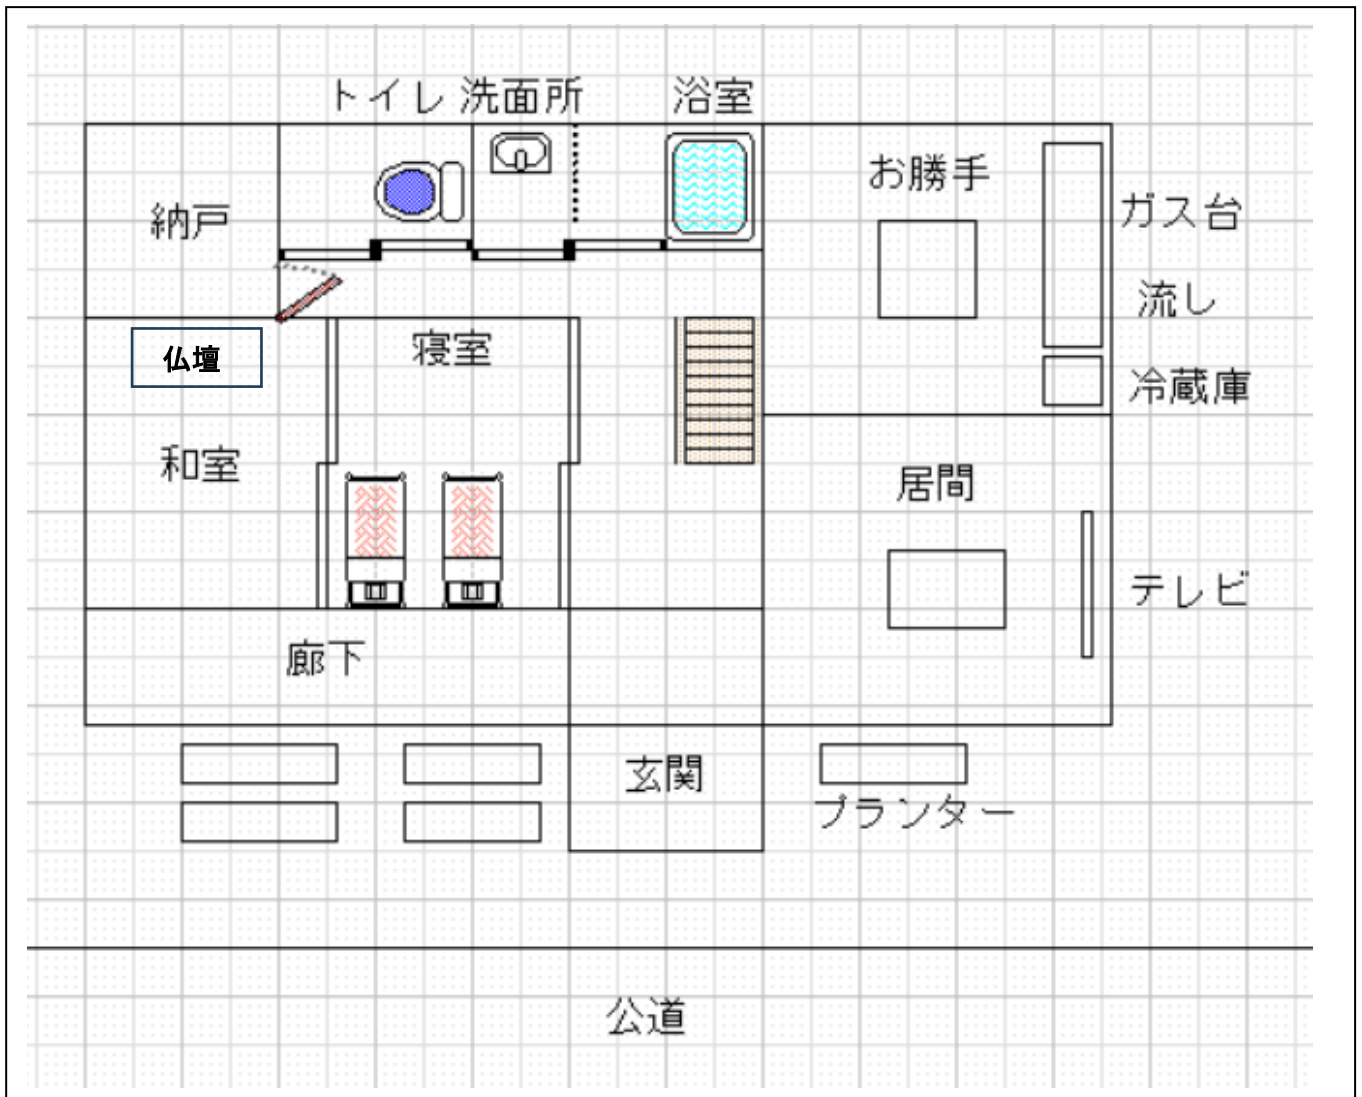 トイレ 洗面所 浴室
お勝手
納戸
ガス台
流し
仏壇
寝室
冷蔵庫
和室
居間
テレビ
廊下
玄関
プランター
公道